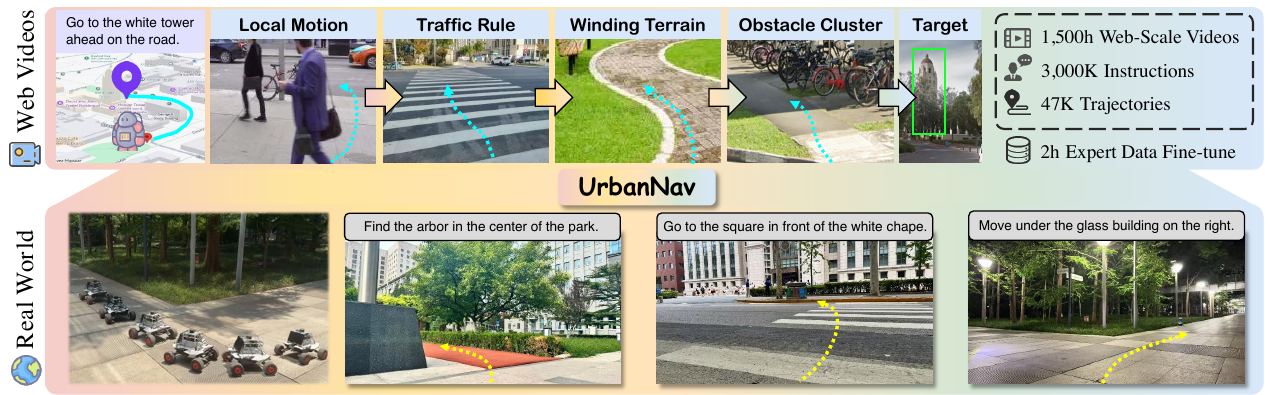 Web Videos
Go to the white tower
ahead on the road.
Local Motion
Traffic Rule
Winding Terrain
Obstacle Cluster
Target
1,500h Web-Scale Videos
3,000K Instructions
47K Trajectories
2h Expert Data Fine-tune
UrbanNav
Real World
Find the arbor in the center of the park.
Go to the square in front of the white chape.
Move under the glass building on the right.